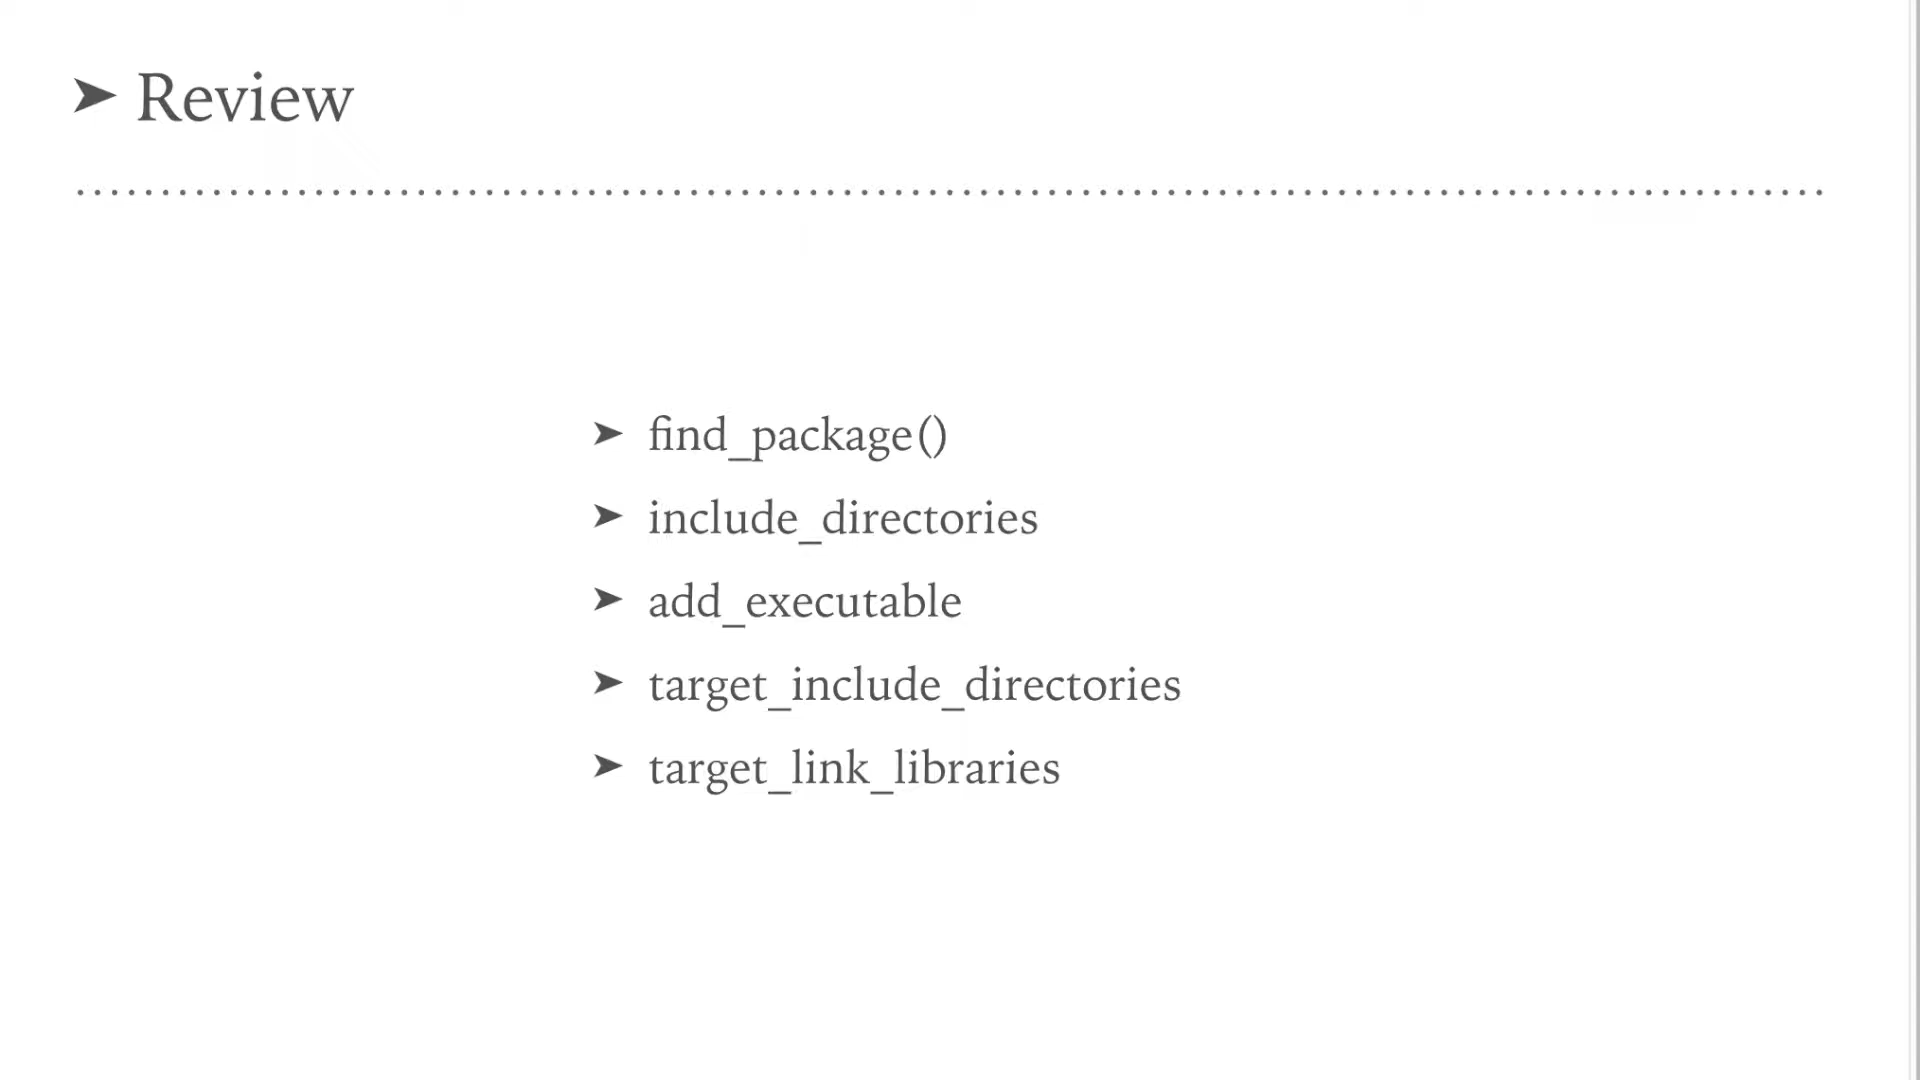 ➤ Review
➤ find_package()
➤ include_directories
➤ add_executable
➤ target_include_directories
➤ target_link_libraries